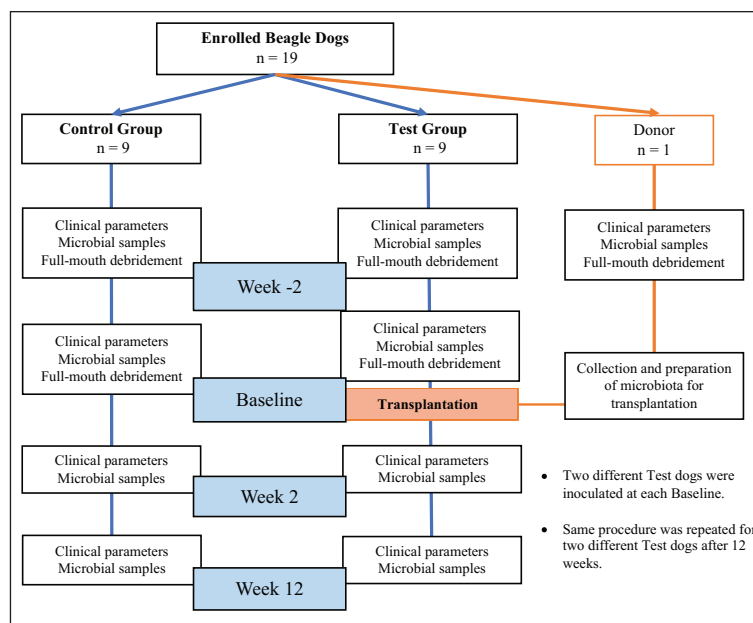 Enrolled Beagle Dogs
n = 19
Control Group
n = 9
Test Group
n = 9
Donor
n = 1
Clinical parameters
Microbial samples
Full-mouth debridement
Clinical parameters
Microbial samples
Full-mouth debridement
Clinical parameters
Microbial samples
Full-mouth debridement
Week -2
Clinical parameters
Microbial samples
Full-mouth debridement
Clinical parameters
Microbial samples
Full-mouth debridement
Collection and preparation
of microbiota for
transplantation
Baseline
Transplantation
Clinical parameters
Microbial samples
Clinical parameters
Microbial samples
Week 2
• Two different Test dogs were
inoculated at each Baseline.
• Same procedure was repeated for
two different Test dogs after 12
weeks.
Clinical parameters
Microbial samples
Clinical parameters
Microbial samples
Week 12